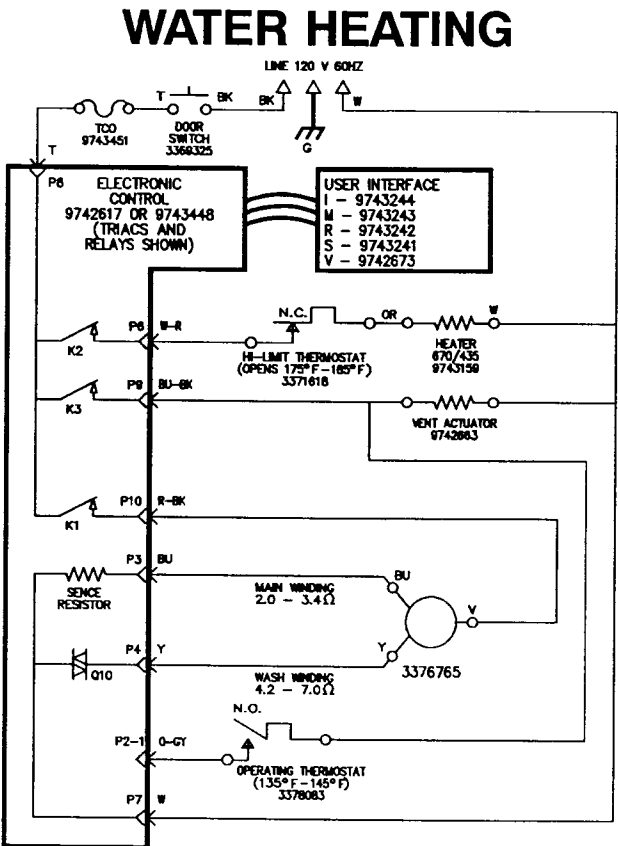 WATER HEATING
LINE 120 V 60HZ
T
BK
BK
W
TCO
9743451
DOOR
SWITCH
3369325
G
T
P8
ELECTRONIC
CONTROL
9742617 OR 9743448
(TRIACS AND
RELAYS SHOWN)
USER INTERFACE
I - 9743244
M - 9743243
R - 9743242
S - 9743241
V - 9742673
N.C.
OR
W
P6
W-R
K2
HI-LIMIT THERMOSTAT
(OPENS 175°F-185°F)
3371618
HEATER
670/435
9743159
P9
BU-BK
K3
VENT ACTUATOR
9742663
P10
R-BK
K1
P3
BU
SENCE
RESISTOR
MAIN WINDING
2.0 - 3.4Ω
BU
V
P4
Y
Y
Q10
3376765
WASH WINDING
4.2 - 7.0Ω
N.O.
P2-1
O-GY
OPERATING THERMOSTAT
(135°F-145°F)
3378083
P7
W